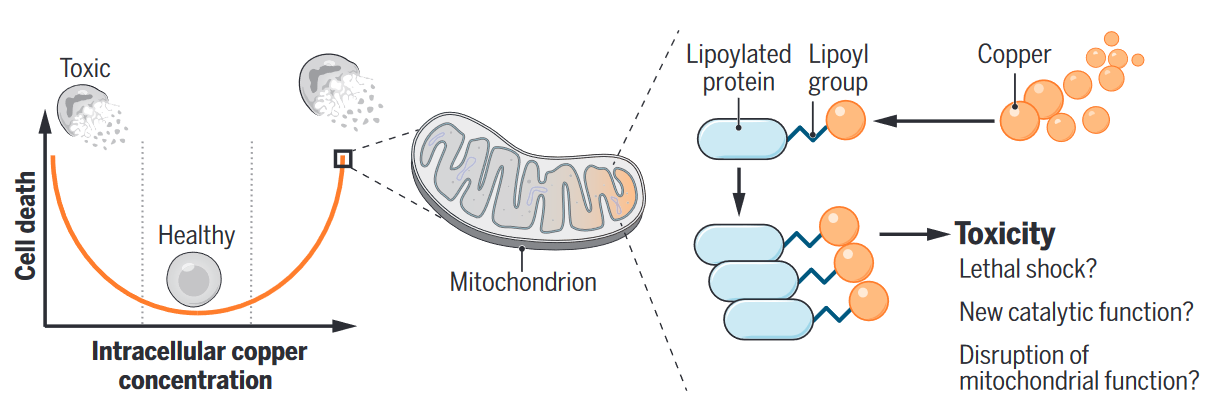 Toxic
Healthy
Cell death
Intracellular copper
concentration
Mitochondrion
Lipoylated
protein
Lipoyl
group
Copper
Toxicity
Lethal shock?
New catalytic function?
Disruption of
mitochondrial function?